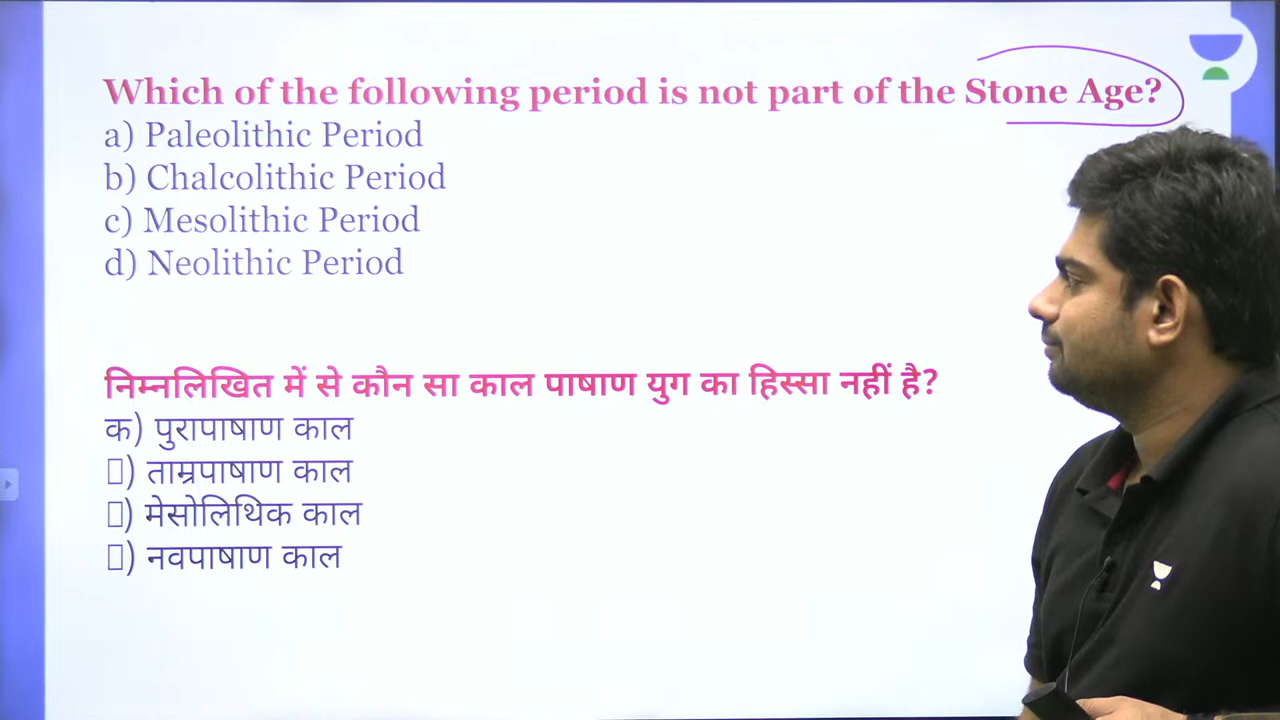 Which of the following period is not part of the Stone Age?
a) Paleolithic Period
b) Chalcolithic Period
c) Mesolithic Period
d) Neolithic Period
निम्नलिखित में से कौन सा काल पाषाण युग का हिस्सा नहीं है?
क) पुरापाषाण काल
▯) ताम्रपाषाण काल
▯) मेसोलिथिक काल
▯) नवपाषाण काल